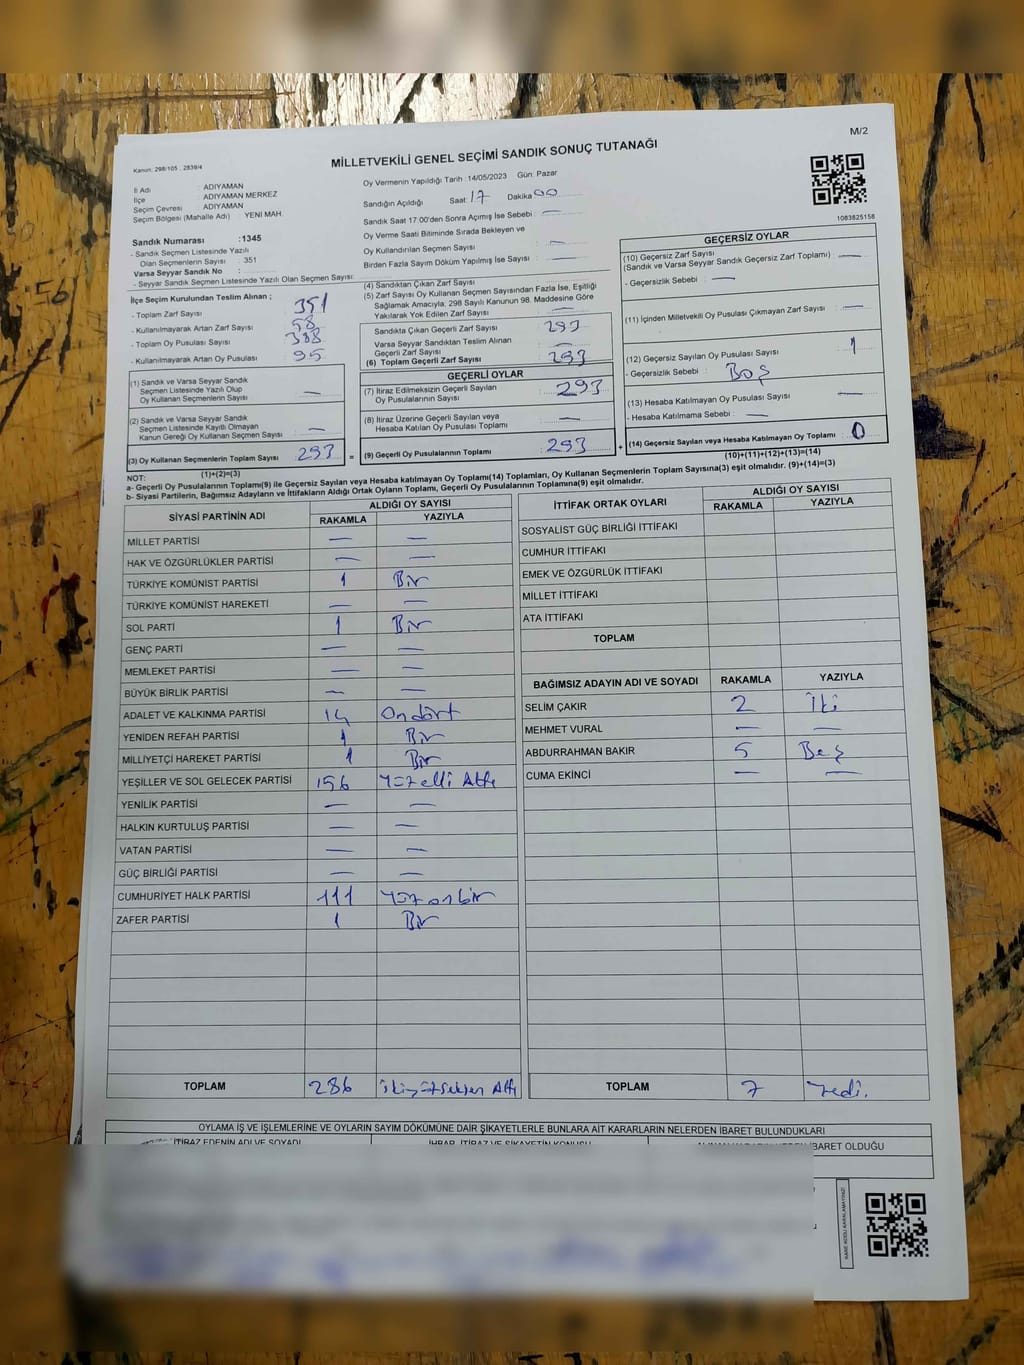 M/2
Kanun: 298/105 : 2839/4
MİLLETVEKİLİ GENEL SEÇİMİ SANDIK SONUÇ TUTANAĞI
İl Adı ADIYAMAN
İlçe ADIYAMAN MERKEZ
Seçim Çevresi ADIYAMAN
Seçim Bölgesi (Mahalle Adı) : YENİ MAH.
Sandık Numarası :1345
- Sandık Seçmen Listesinde Yazılı
Olan Seçmenlerin Sayısı : 351
Varsa Seyyar Sandık No :
- Seyyar Sandık Seçmen Listesinde Yazılı Olan Seçmen Sayısı:
İlçe Seçim Kurulundan Teslim Alınan ;
- Toplam Zarf Sayısı 351
- Kullanılmayarak Artan Zarf Sayısı : 58
- Toplam Oy Pusulası Sayısı : 388
- Kullanılmayarak Artan Oy Pusulası : 95
(1) Sandık ve Varsa Seyyar Sandık
Seçmen Listesinde Yazılı Olup
Oy Kullanan Seçmenlerin Sayısı : —
(2) Sandık ve Varsa Seyyar Sandık
Seçmen Listesinde Kayıtlı Olmayan
Kanun Gereği Oy Kullanan Seçmen Sayısı : —
(3) Oy Kullanan Seçmenlerin Toplam Sayısı : 293
(1)+(2)=(3)
Oy Vermenin Yapıldığı Tarih : 14/05/2023 Gün: Pazar
Sandığın Açıldığı Saat : 17 Dakika 00
Sandık Saat 17:00'den Sonra Açımış İse Sebebi : —
Oy Verme Saati Bitiminde Sırada Bekleyen ve
Oy Kullandırılan Seçmen Sayısı : —
Birden Fazla Sayım Döküm Yapılmış İse Sayısı : —
(4) Sandıktan Çıkan Zarf Sayısı
(5) Zarf Sayısı Oy Kullanan Seçmen Sayısından Fazla İse, Eşitliği
Sağlamak Amacıyla; 298 Sayılı Kanunun 98. Maddesine Göre
Yakılarak Yok Edilen Zarf Sayısı : —
Sandıkta Çıkan Geçerli Zarf Sayısı : 293
Varsa Seyyar Sandıktan Teslim Alınan
Geçerli Zarf Sayısı : —
(6) Toplam Geçerli Zarf Sayısı : 293
GEÇERLİ OYLAR
(7) İtiraz Edilmeksizin Geçerli Sayılan
Oy Pusulalarının Sayısı : 293
(8) İtiraz Üzerine Geçerli Sayılan veya
Hesaba Katılan Oy Pusulası Toplamı : —
= (9) Geçerli Oy Pusulalarının Toplamı : 293
1083825158
GEÇERSİZ OYLAR
(10) Geçersiz Zarf Sayısı
(Sandık ve Varsa Seyyar Sandık Geçersiz Zarf Toplamı) : —
- Geçersizlik Sebebi : —
(11) İçinden Milletvekili Oy Pusulası Çıkmayan Zarf Sayısı : —
(12) Geçersiz Sayılan Oy Pusulası Sayısı : 1
- Geçersizlik Sebebi : Boş
(13) Hesaba Katılmayan Oy Pusulası Sayısı : —
- Hesaba Katılmama Sebebi : —
+ (14) Geçersiz Sayılan veya Hesaba Katılmayan Oy Toplamı : 0
(10)+(11)+(12)+(13)=(14)
NOT:
a- Geçerli Oy Pusulalarının Toplamı(9) ile Geçersiz Sayılan veya Hesaba katılmayan Oy Toplamı(14) Toplamları, Oy Kullanan Seçmenlerin Toplam Sayısına(3) eşit olmalıdır. (9)+(14)=(3)
b- Siyasi Partilerin, Bağımsız Adayların ve İttifakların Aldığı Ortak Oyların Toplamı, Geçerli Oy Pusulalarının Toplamına(9) eşit olmalıdır.
SİYASİ PARTİNİN ADI ALDIĞI OY SAYISI
RAKAMLA YAZIYLA
MİLLET PARTİSİ — —
HAK VE ÖZGÜRLÜKLER PARTİSİ — —
TÜRKİYE KOMÜNİST PARTİSİ 1 Bir
TÜRKİYE KOMÜNİST HAREKETİ — —
SOL PARTİ 1 Bir
GENÇ PARTİ — —
MEMLEKET PARTİSİ — —
BÜYÜK BİRLİK PARTİSİ — —
ADALET VE KALKINMA PARTİSİ 14 Ondört
YENİDEN REFAH PARTİSİ 1 Bir
MİLLİYETÇİ HAREKET PARTİSİ 1 Bir
YEŞİLLER VE SOL GELECEK PARTİSİ 156 Yüzelli Altı
YENİLİK PARTİSİ — —
HALKIN KURTULUŞ PARTİSİ — —
VATAN PARTİSİ — —
GÜÇ BİRLİĞİ PARTİSİ — —
CUMHURİYET HALK PARTİSİ 111 Yüzonbir
ZAFER PARTİSİ 1 Bir
TOPLAM 286 İkiyüzseksen Altı
İTTİFAK ORTAK OYLARI ALDIĞI OY SAYISI
RAKAMLA YAZIYLA
SOSYALİST GÜÇ BİRLİĞİ İTTİFAKI
CUMHUR İTTİFAKI
EMEK VE ÖZGÜRLÜK İTTİFAKI
MİLLET İTTİFAKI
ATA İTTİFAKI
TOPLAM
BAĞIMSIZ ADAYIN ADI VE SOYADI RAKAMLA YAZIYLA
SELİM ÇAKIR 2 İki
MEHMET VURAL — —
ABDURRAHMAN BAKIR 5 Beş
CUMA EKİNCİ — —
TOPLAM 7 Yedi.
OYLAMA İŞ VE İŞLEMLERİNE VE OYLARIN SAYIM DÖKÜMÜNE DAİR ŞİKAYETLERLE BUNLARA AİT KARARLARIN NELERDEN İBARET BULUNDUKLARI
İTİRAZ EDENİN ADI VE SOYADI İHBAR, İTİRAZ VE ŞİKAYETİN KONUSU İBARET OLDUĞU
KARE KODU KARALAMAYINIZ!